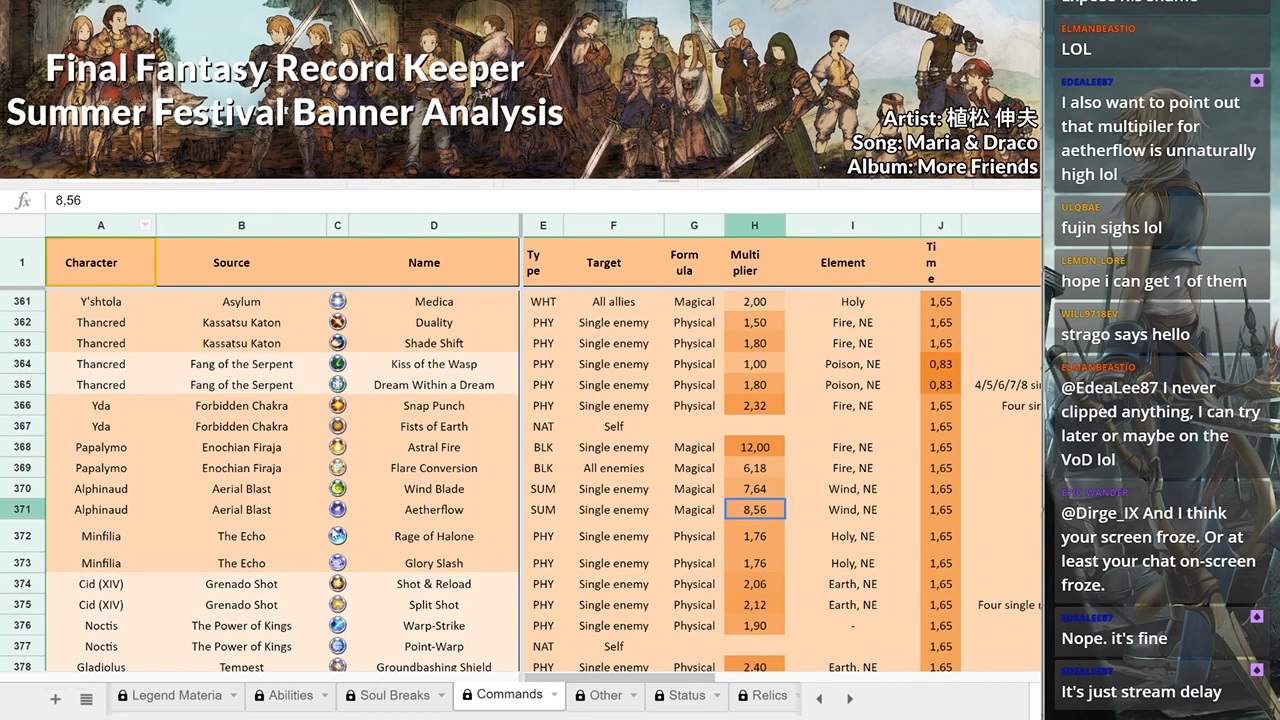 Final Fantasy Record Keeper
Summer Festival Banner Analysis
Artist: 植松 伸夫
Song: Maria & Draco
Album: More Friends
fx 8,56
A B C D E F G H I J
1 Character Source Name Ty pe Target Form ula Multi plier Element Ti m e
361 Y'shtola Asylum Medica WHT All allies Magical 2,00 Holy 1,65
362 Thancred Kassatsu Katon Duality PHY Single enemy Physical 1,50 Fire, NE 1,65
363 Thancred Kassatsu Katon Shade Shift PHY Single enemy Physical 1,80 Fire, NE 1,65
364 Thancred Fang of the Serpent Kiss of the Wasp PHY Single enemy Physical 1,00 Poison, NE 0,83
365 Thancred Fang of the Serpent Dream Within a Dream PHY Single enemy Physical 1,80 Poison, NE 0,83 4/5/6/7/8 si
366 Yda Forbidden Chakra Snap Punch PHY Single enemy Physical 2,32 Fire, NE 1,65 Four sin
367 Yda Forbidden Chakra Fists of Earth NAT Self 1,65
368 Papalymo Enochian Firaja Astral Fire BLK Single enemy Magical 12,00 Fire, NE 1,65
369 Papalymo Enochian Firaja Flare Conversion BLK All enemies Magical 6,18 Fire, NE 1,65
370 Alphinaud Aerial Blast Wind Blade SUM Single enemy Magical 7,64 Wind, NE 1,65
371 Alphinaud Aerial Blast Aetherflow SUM Single enemy Magical 8,56 Wind, NE 1,65
372 Minfilia The Echo Rage of Halone PHY Single enemy Physical 1,76 Holy, NE 1,65
373 Minfilia The Echo Glory Slash PHY Single enemy Physical 1,76 Holy, NE 1,65
374 Cid (XIV) Grenado Shot Shot & Reload PHY Single enemy Physical 2,06 Earth, NE 1,65
375 Cid (XIV) Grenado Shot Split Shot PHY Single enemy Physical 2,12 Earth, NE 1,65 Four single r
376 Noctis The Power of Kings Warp-Strike PHY Single enemy Physical 1,90 - 1,65
377 Noctis The Power of Kings Point-Warp NAT Self 1,65
378 Gladiolus Tempest Groundbashing Shield PHY Single enemy Physical 2,40 Earth, NE 1,65
+ Legend Materia Abilities Soul Breaks Commands Other Status Relics
ELMANBEASTIO
LOL
EDEALEE87
I also want to point out
that multipiler for
aetherflow is unnaturally
high lol
ULQBAE
fujin sighs lol
LEMON_LORE
hope i can get 1 of them
WILL9718EV
strago says hello
ELMANBEASTIO
@EdeaLee87 I never
clipped anything, I can try
later or maybe on the
VoD lol
EPIC_WANDER
@Dirge_IX And I think
your screen froze. Or at
least your chat on-screen
froze.
EDEALEE87
Nope. it's fine
EDEALEE87
It's just stream delay